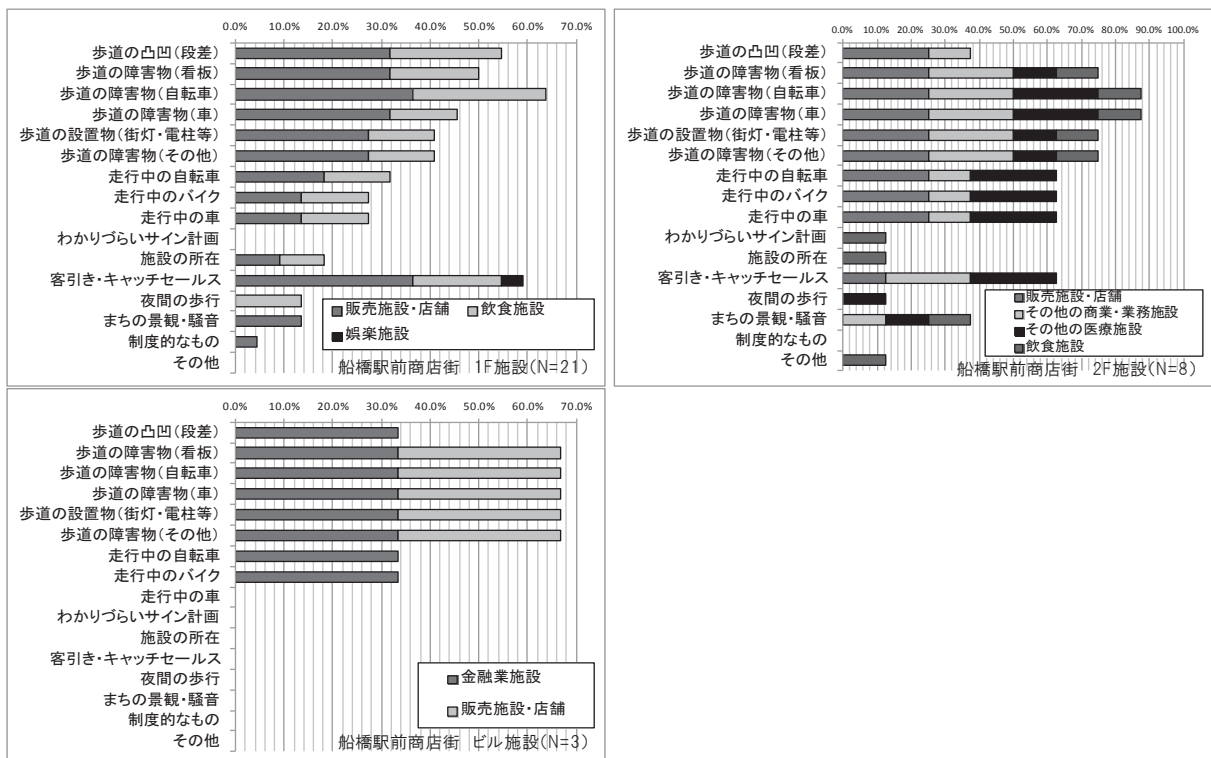 0.0% 10.0% 20.0% 30.0% 40.0% 50.0% 60.0% 70.0%
歩道の凸凹(段差)
歩道の障害物(看板)
歩道の障害物(自転車)
歩道の障害物(車)
歩道の設置物(街灯・電柱等)
歩道の障害物(その他)
走行中の自転車
走行中のバイク
走行中の車
わかりづらいサイン計画
施設の所在
客引き・キャッチセールス
夜間の歩行
まちの景観・騒音
制度的なもの
その他
販売施設・店舗 飲食施設
娯楽施設
船橋駅前商店街 1F施設(N=21)
0.0% 10.0% 20.0% 30.0% 40.0% 50.0% 60.0% 70.0% 80.0% 90.0% 100.0%
歩道の凸凹(段差)
歩道の障害物(看板)
歩道の障害物(自転車)
歩道の障害物(車)
歩道の設置物(街灯・電柱等)
歩道の障害物(その他)
走行中の自転車
走行中のバイク
走行中の車
わかりづらいサイン計画
施設の所在
客引き・キャッチセールス
夜間の歩行
まちの景観・騒音
制度的なもの
その他
販売施設・店舗
その他の商業・業務施設
その他の医療施設
飲食施設
船橋駅前商店街 2F施設(N=8)
0.0% 10.0% 20.0% 30.0% 40.0% 50.0% 60.0% 70.0%
歩道の凸凹(段差)
歩道の障害物(看板)
歩道の障害物(自転車)
歩道の障害物(車)
歩道の設置物(街灯・電柱等)
歩道の障害物(その他)
走行中の自転車
走行中のバイク
走行中の車
わかりづらいサイン計画
施設の所在
客引き・キャッチセールス
夜間の歩行
まちの景観・騒音
制度的なもの
その他
金融業施設
販売施設・店舗
船橋駅前商店街 ビル施設(N=3)